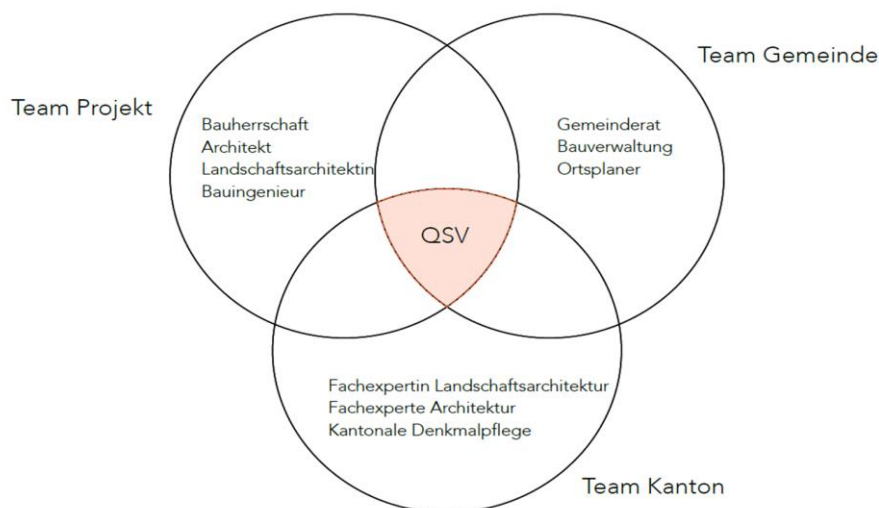 Team Gemeinde
Team Projekt
Bauherrschaft
Architekt
Landschaftsarchitektin
Bauingenieur
Gemeinderat
Bauverwaltung
Ortsplaner
QSV
Fachexpertin Landschaftsarchitektur
Fachexperte Architektur
Kantonale Denkmalpflege
Team Kanton